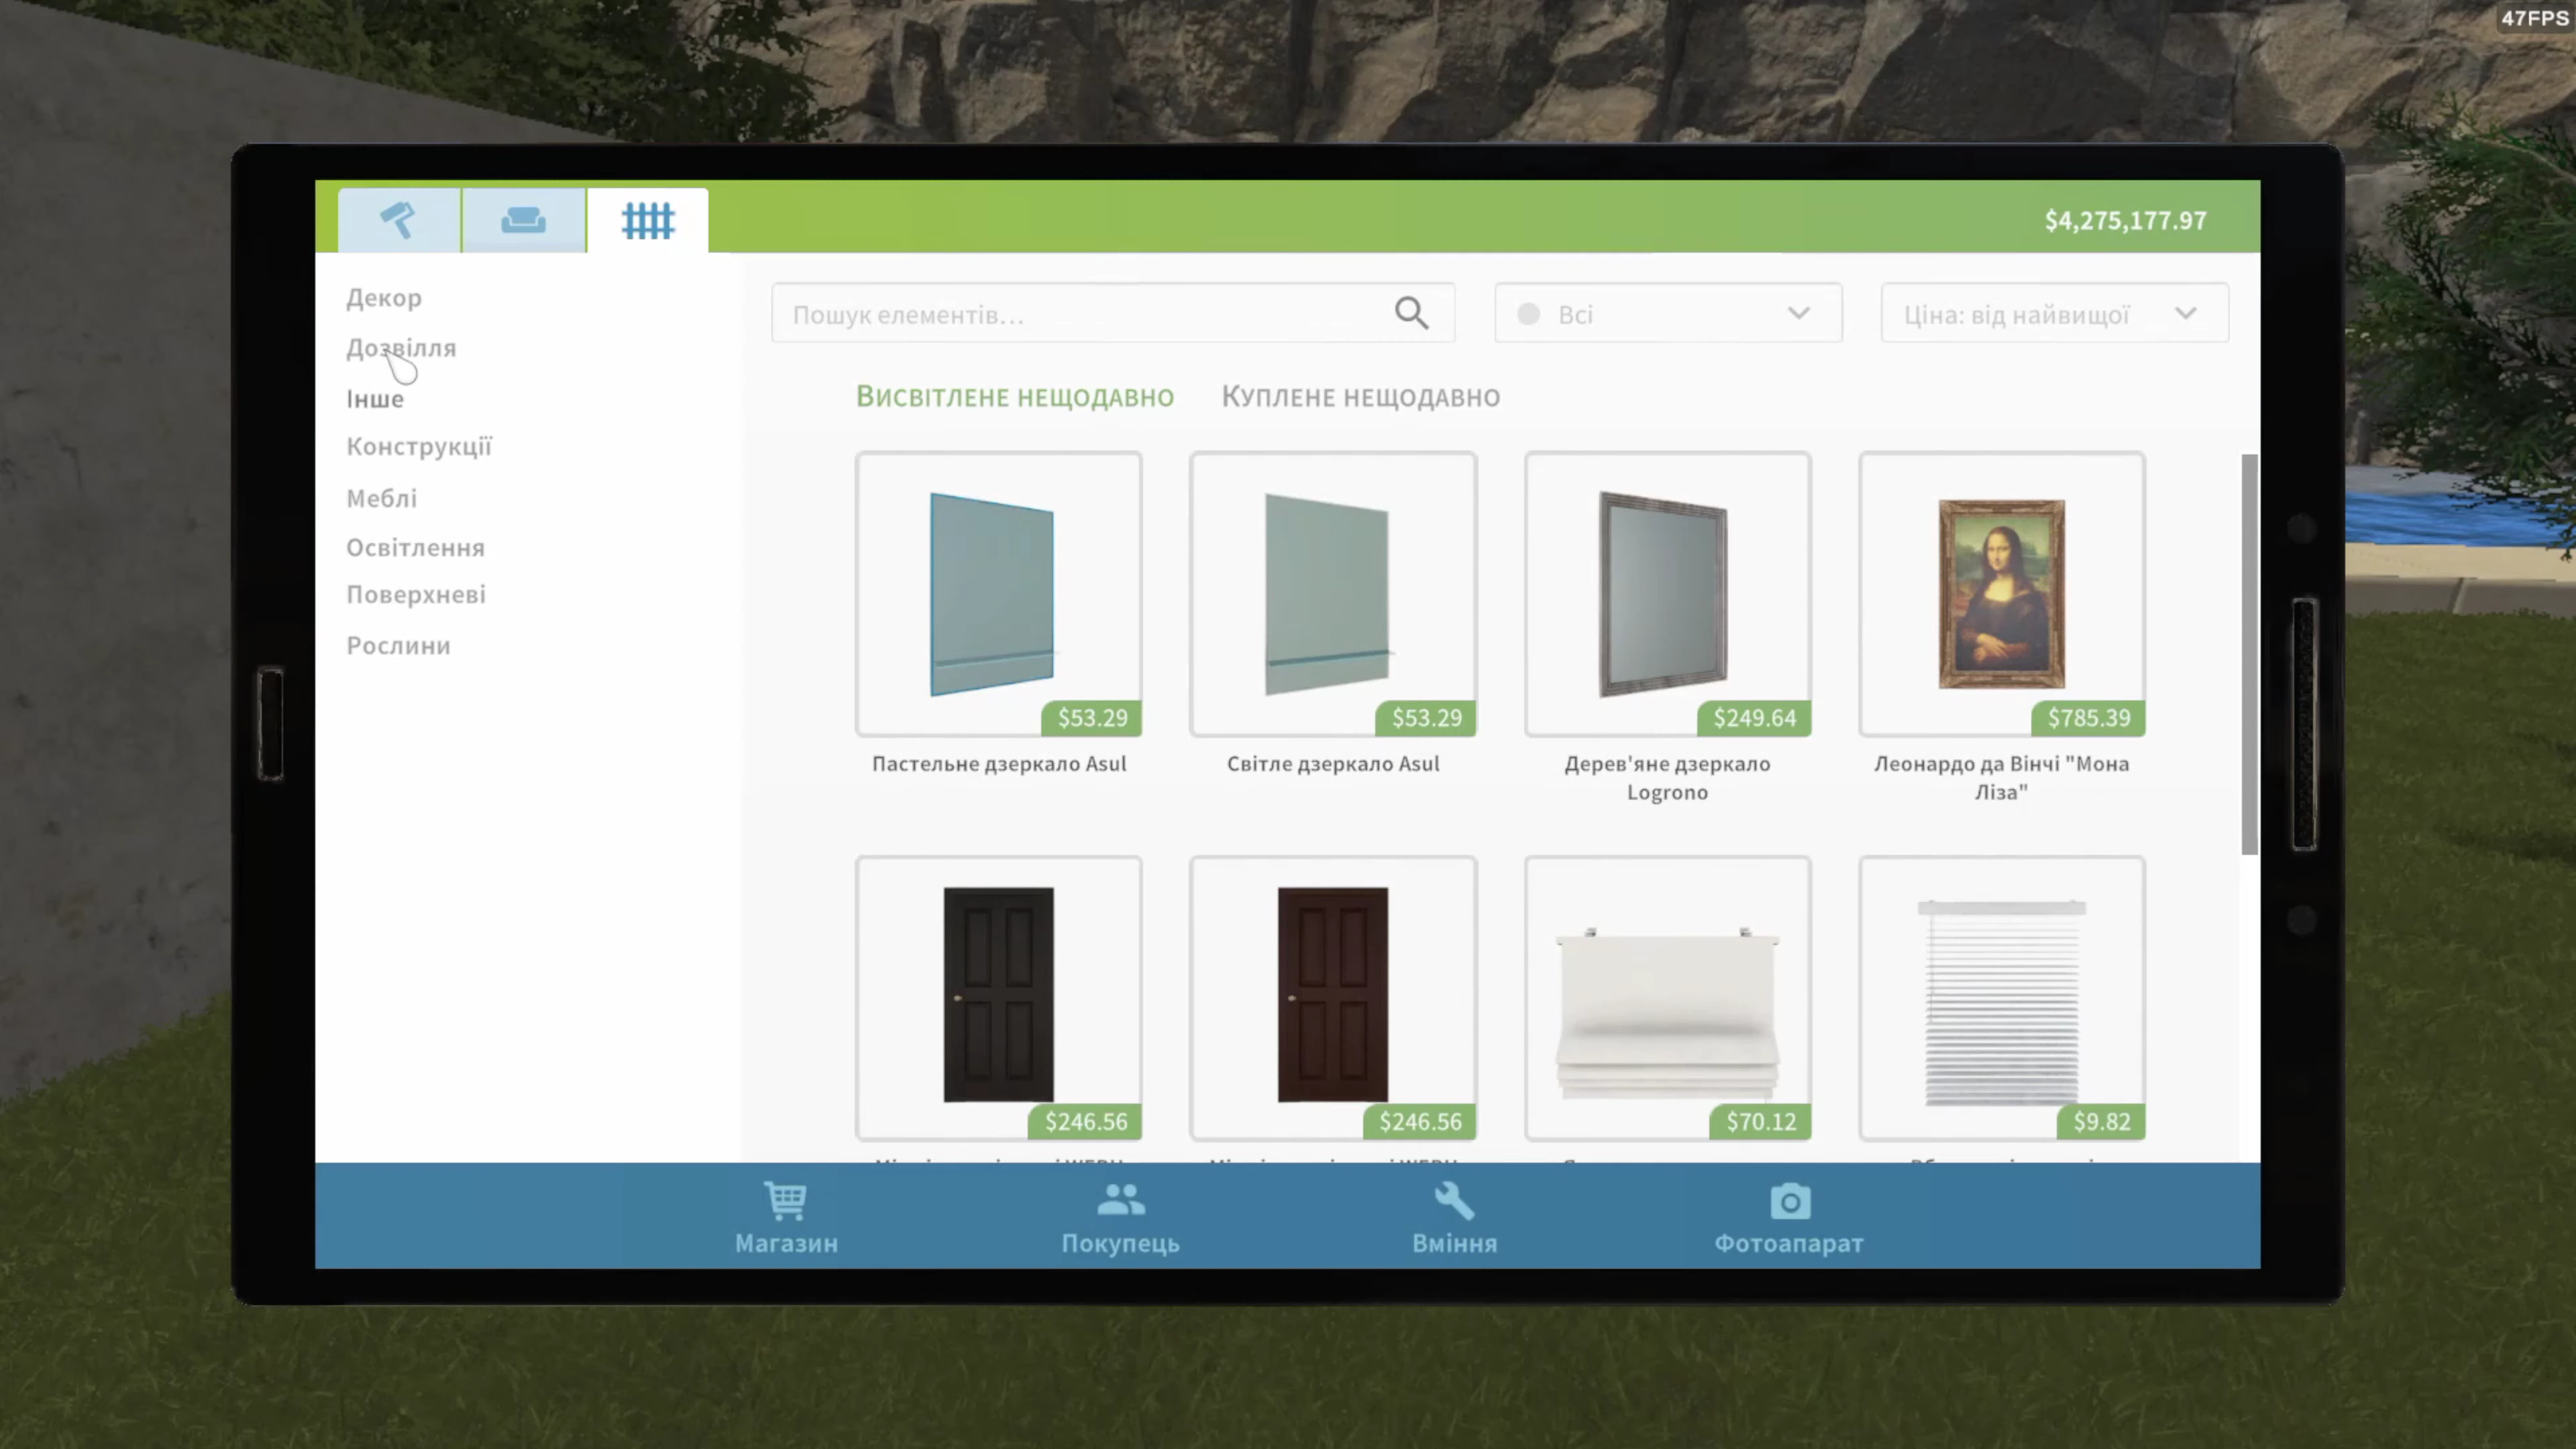 47FPS
$4,275,177.97
Декор
Дозвілля
Інше
Конструкції
Меблі
Освітлення
Поверхневі
Рослини
Пошук елементів...
Всі
Ціна: від найвищої
Висвітлене нещодавно
Куплене нещодавно
$53.29
$53.29
$249.64
$785.39
Пастельне дзеркало Asul
Світле дзеркало Asul
Дерев'яне дзеркало
Logrono
Леонардо да Вінчі "Мона
Ліза"
$246.56
$246.56
$70.12
$9.82
Магазин
Покупець
Вміння
Фотоапарат